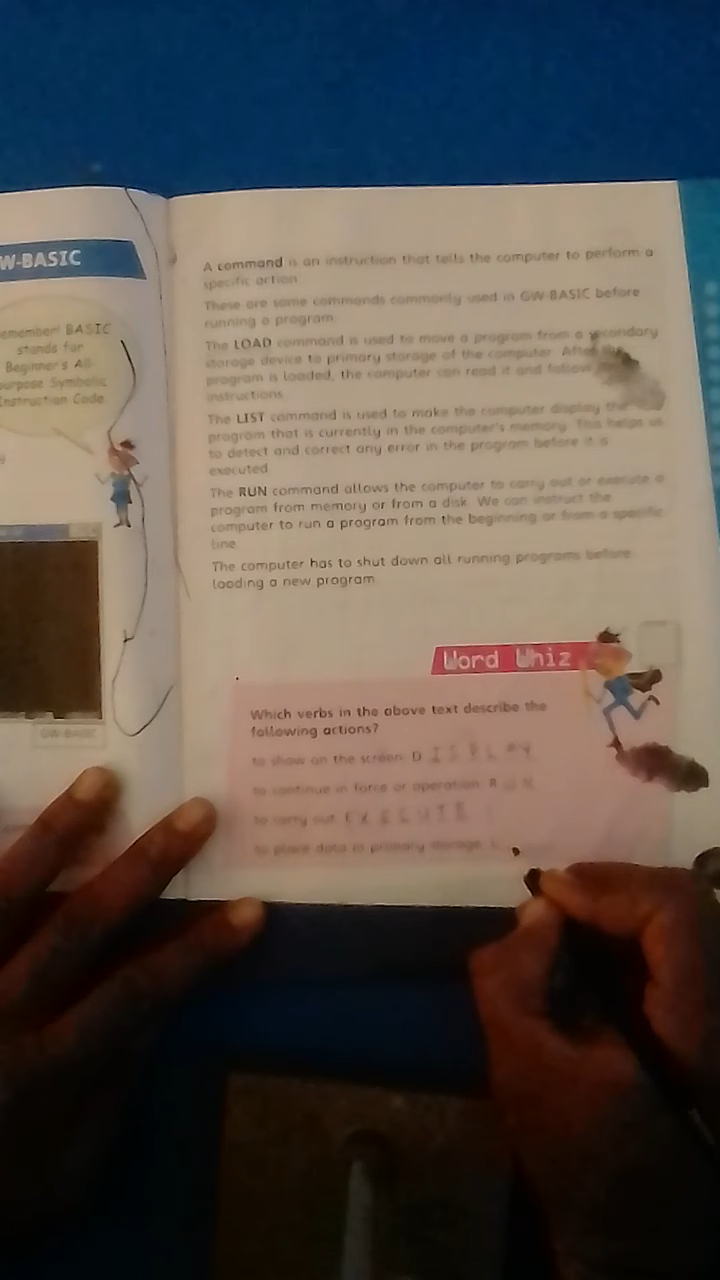 W-BASIC
emember! BASIC
stands for
Beginner's All-
urpose Symbolic
Instruction Code.
A command is an instruction that tells the computer to perform a
specific action.
These are some commands commonly used in GW-BASIC before
running a program.
The LOAD command is used to move a program from a secondary
storage device to primary storage of the computer. After the
program is loaded, the computer can read it and follow
instructions.
The LIST command is used to make the computer display the
program that is currently in the computer's memory. This helps us
to detect and correct any error in the program before it is
executed.
The RUN command allows the computer to carry out or execute a
program from memory or from a disk. We can instruct the
computer to run a program from the beginning or from a specific
line.
The computer has to shut down all running programs before
loading a new program.
GW-BASIC
Word Whiz
Which verbs in the above text describe the
following actions?
to show on the screen: D I S P L A Y
to continue in force or operation: R U N
to carry out: E X E C U T E
to place data in primary storage: L